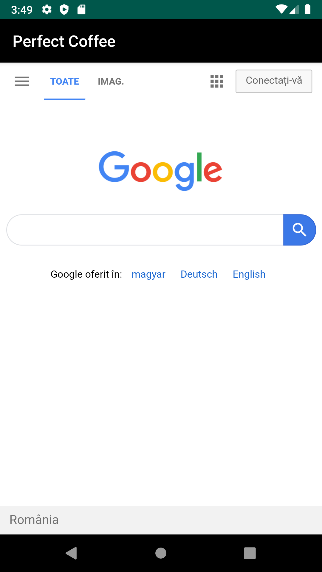 3:49
Perfect Coffee
TOATE IMAG. Conectați-vă
Google
Google oferit în: magyar Deutsch English
România